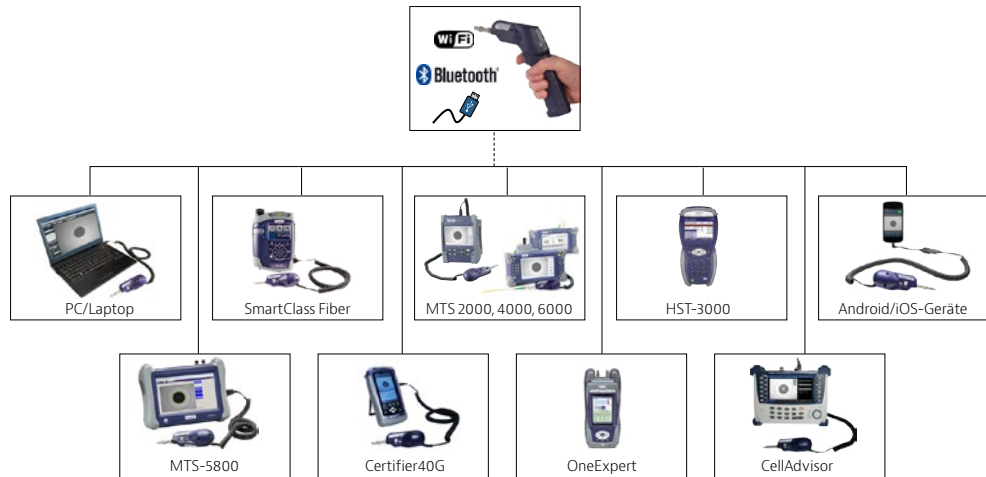 WiFi
Bluetooth
PC/Laptop
SmartClass Fiber
MTS 2000, 4000, 6000
HST-3000
Android/iOS-Geräte
MTS-5800
Certifier40G
OneExpert
CellAdvisor